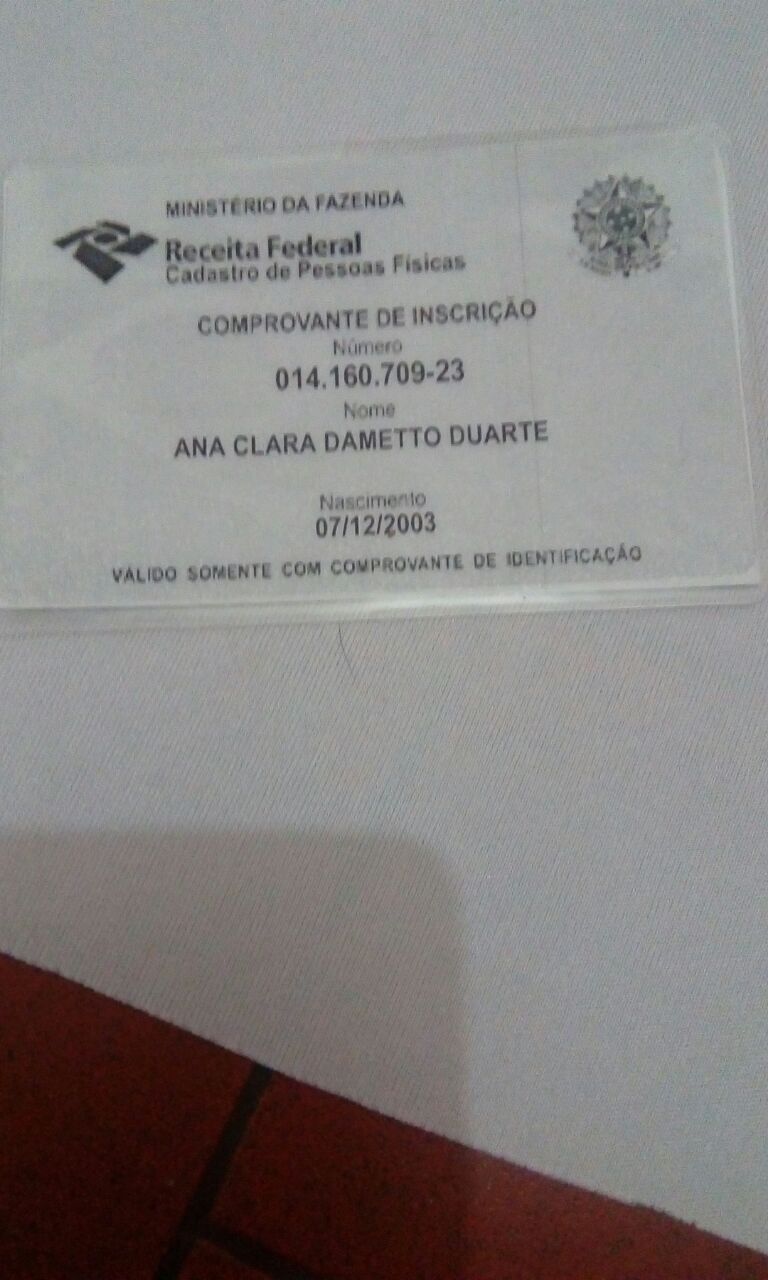 MINISTÉRIO DA FAZENDA
Receita Federal
Cadastro de Pessoas Físicas
COMPROVANTE DE INSCRIÇÃO
Número
014.160.709-23
Nome
ANA CLARA DAMETTO DUARTE
Nascimento
07/12/2003
VÁLIDO SOMENTE COM COMPROVANTE DE IDENTIFICAÇÃO